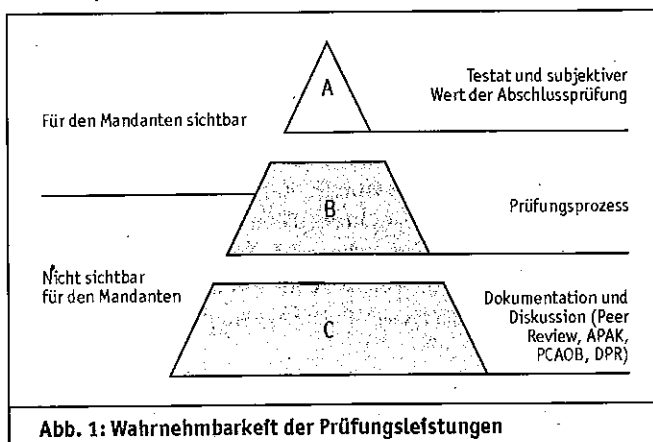 A
Testat und subjektiver
Wert der Abschlussprüfung
Für den Mandanten sichtbar
B
Prüfungsprozess
Nicht sichtbar
für den Mandanten
C
Dokumentation und
Diskussion (Peer
Review, APAK,
PCAOB, DPR)
Abb. 1: Wahrnehmbarkeit der Prüfungsleistungen